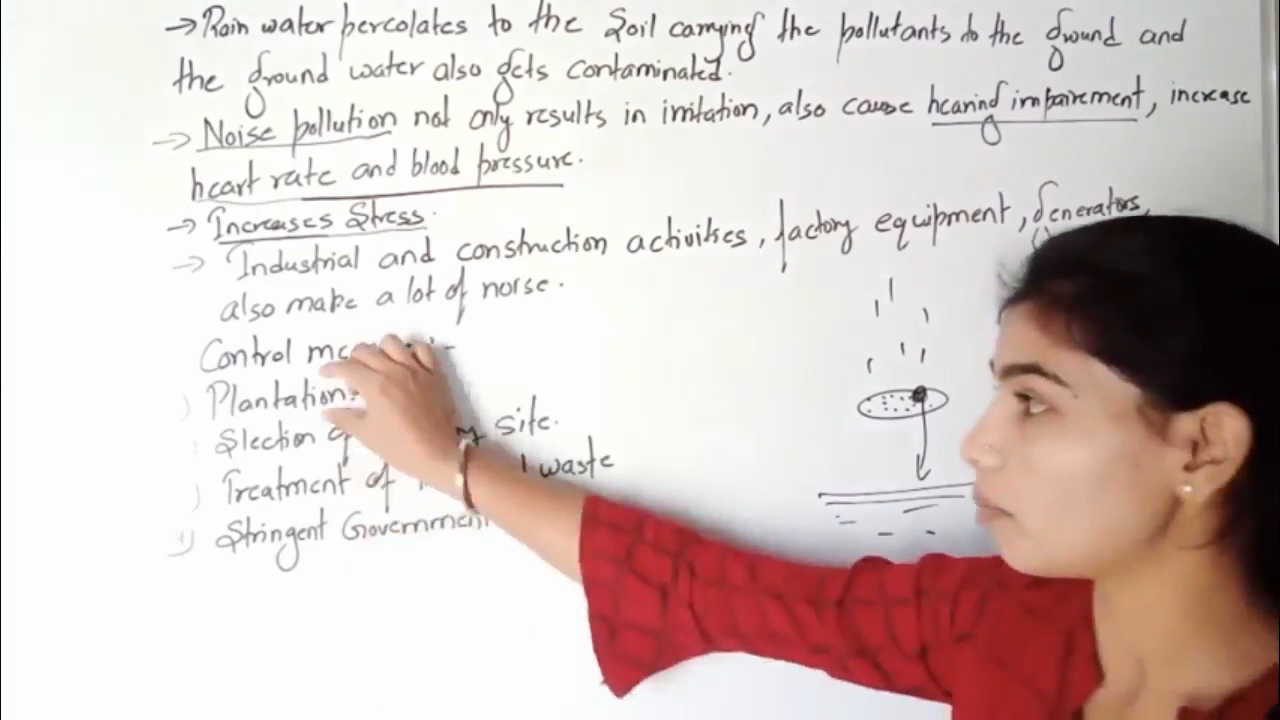 → Rain water percolates to the Soil carrying the pollutants to the ground and
the ground water also gets contaminated.
→ Noise pollution not only results in irritation, also cause hearing impairement, increase
heart rate and blood pressure.
→ Increases Stress.
→ Industrial and construction activities, factory equipment, Generators,
also make a lot of noise.
Control
) Plantation
) Slection site.
) Treatment of waste
4) Stringent Government